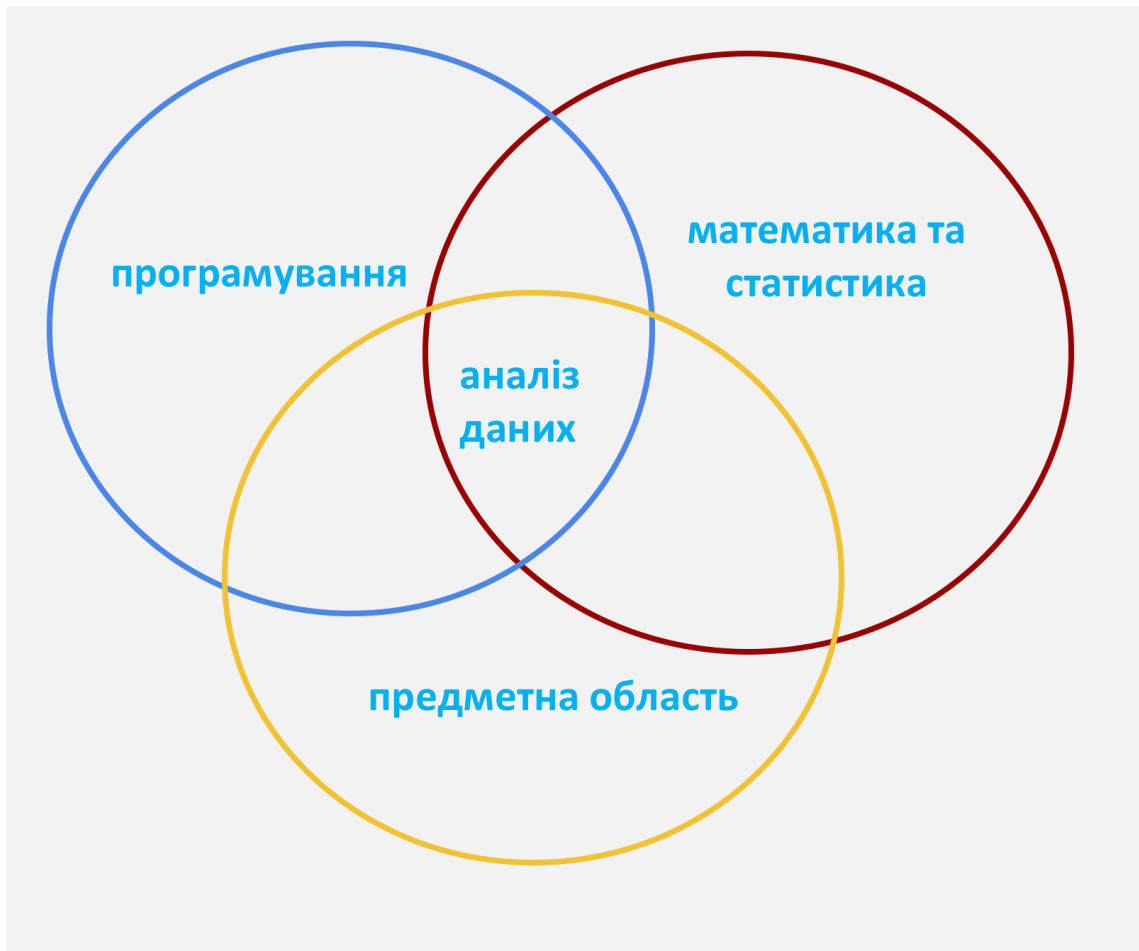 програмування
математика та
статистика
аналіз
даних
предметна область